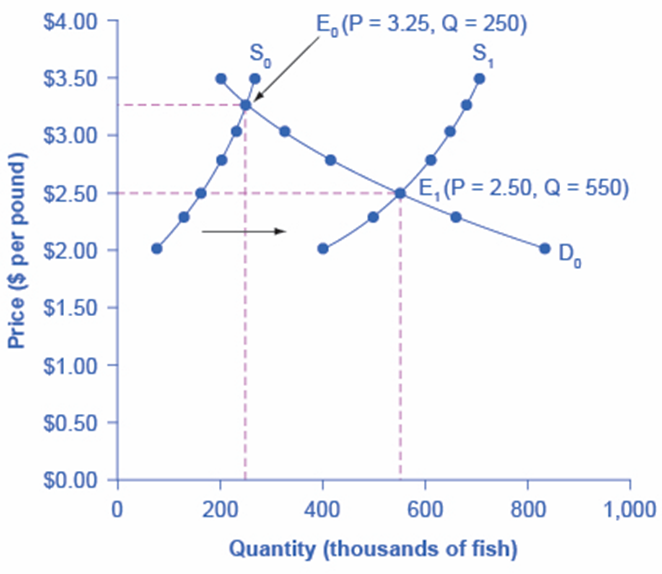 $4.00
E₀ (P = 3.25, Q = 250)
S₀
S₁
$3.50
$3.00
$2.50
E₁ (P = 2.50, Q = 550)
$2.00
D₀
$1.50
$1.00
$0.50
$0.00
Price ($ per pound)
0
200
400
600
800
1,000
Quantity (thousands of fish)